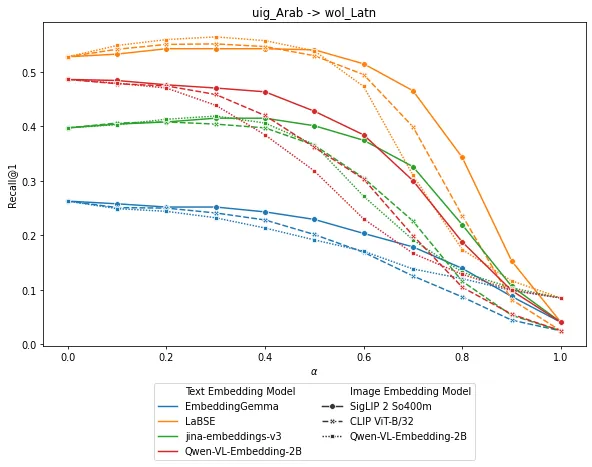 uig_Arab -> wol_Latn
Recall@1
0.5
0.4
0.3
0.2
0.1
0.0
0.0 0.2 0.4 0.6 0.8 1.0
α
Text Embedding Model
EmbeddingGemma
LaBSE
jina-embeddings-v3
Qwen-VL-Embedding-2B
Image Embedding Model
SigLIP 2 So400m
CLIP ViT-B/32
Qwen-VL-Embedding-2B